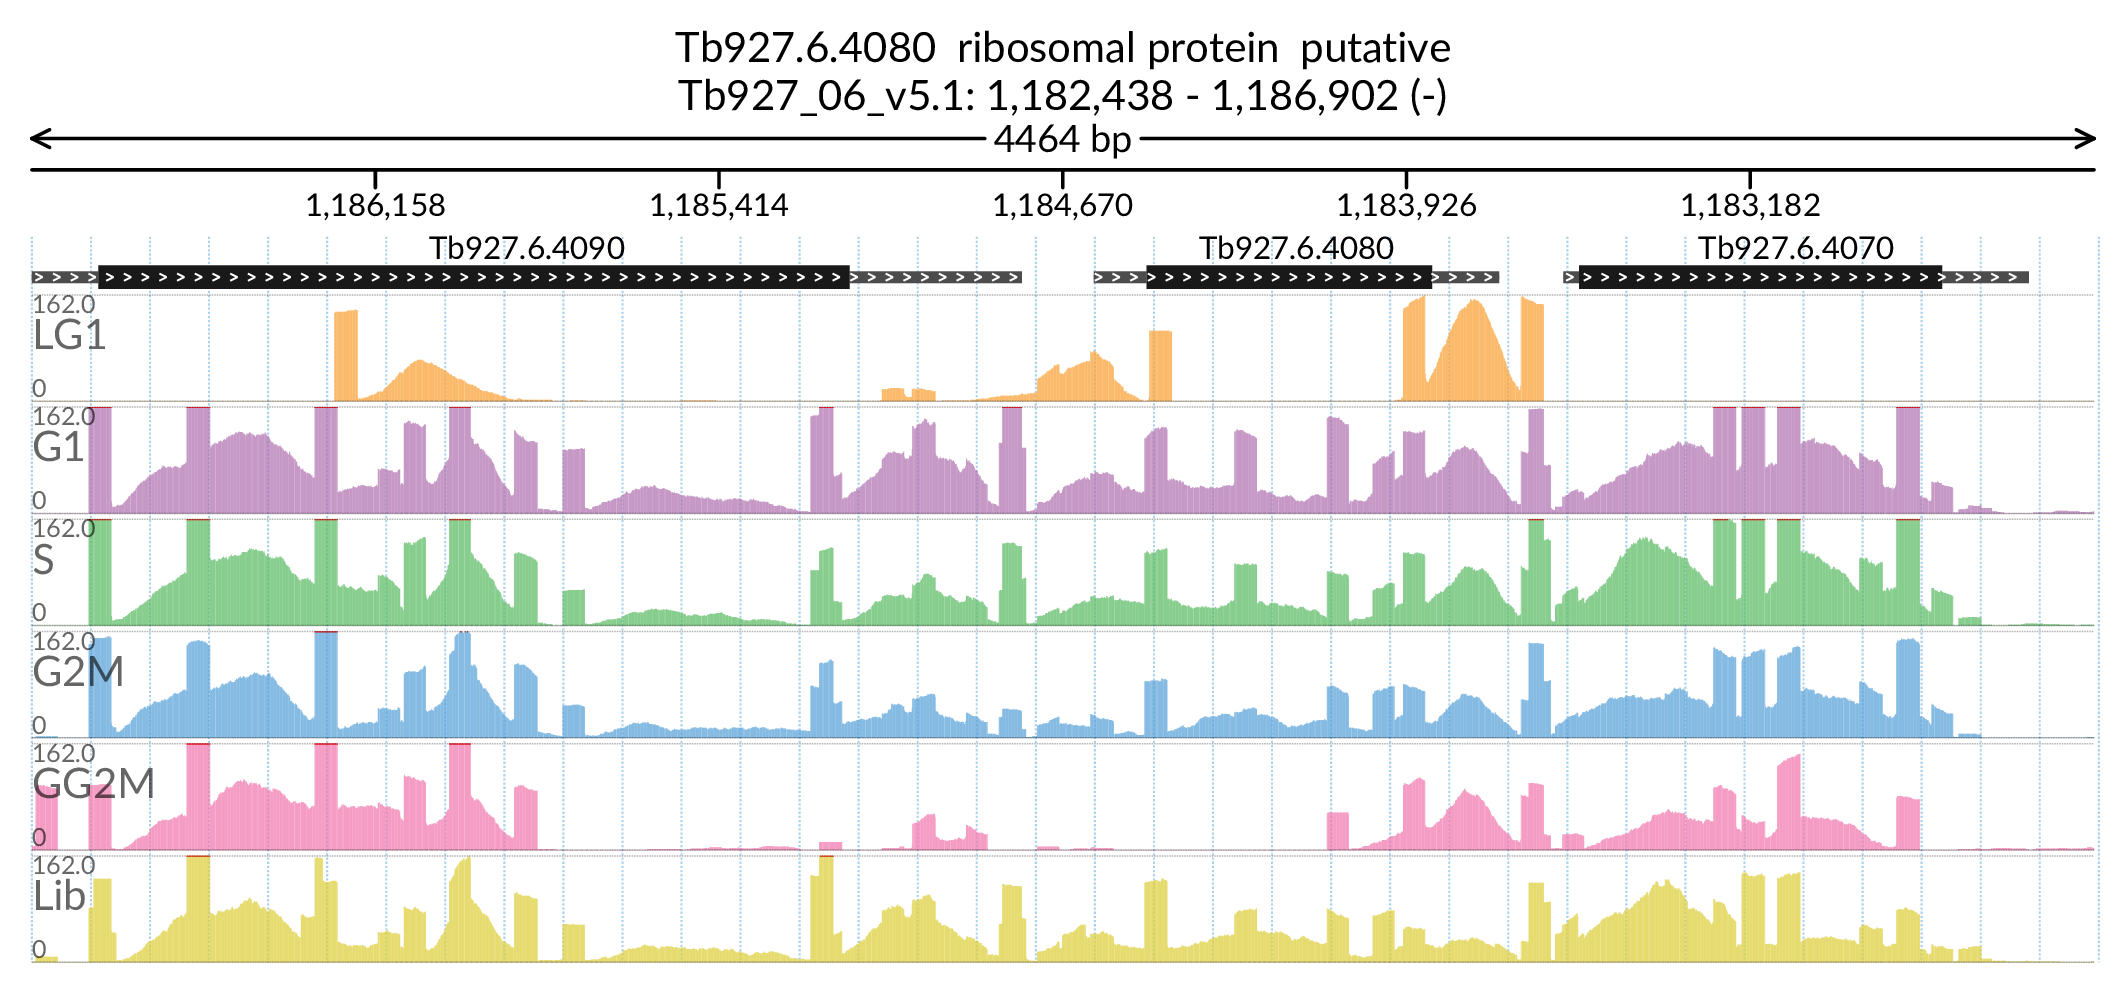 Tb927.6.4080  ribosomal protein  putative
Tb927_06_v5.1: 1,182,438 - 1,186,902 (-)
4464 bp
1,186,158 1,185,414 1,184,670 1,183,926 1,183,182
Tb927.6.4090 Tb927.6.4080 Tb927.6.4070
162.0
LG1
0
162.0
G1
0
162.0
S
0
162.0
G2M
0
162.0
GG2M
0
162.0
Lib
0